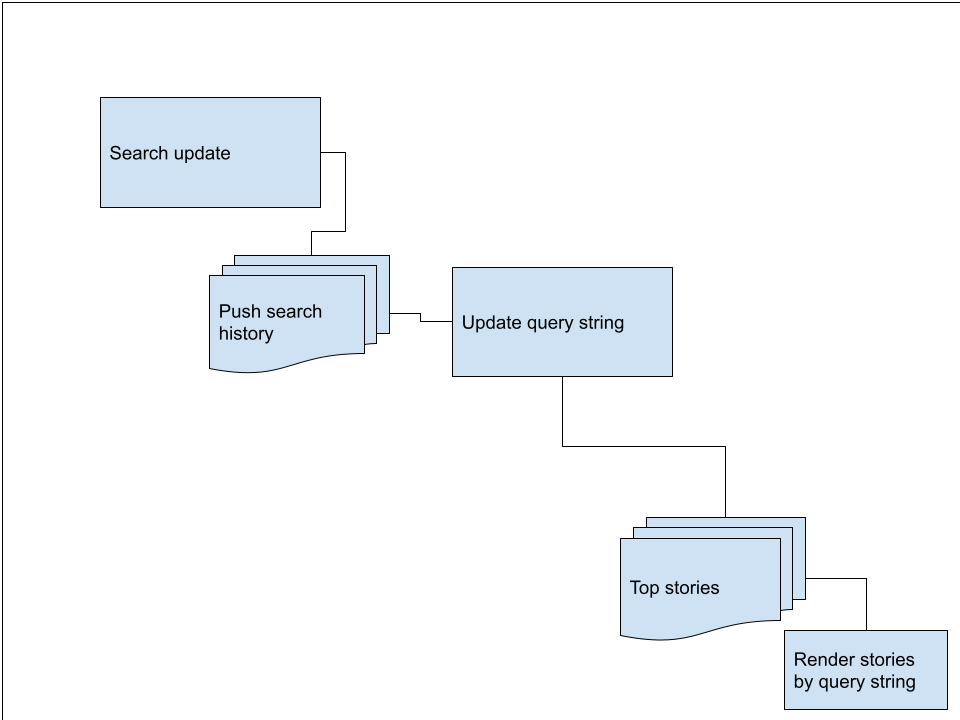 Search update
Push search
history
Update query string
Top stories
Render stories
by query string